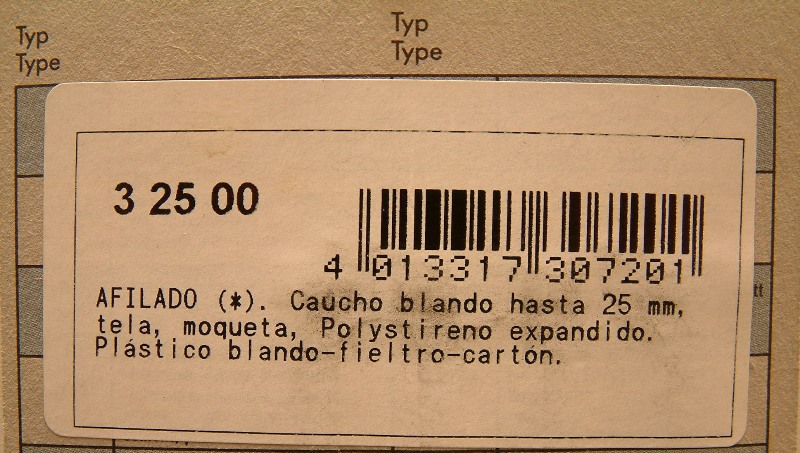 Typ
Type
Typ
Type
3 25 00
4 013317 307201
AFILADO (*). Caucho blando hasta 25 mm,
tela, moqueta, Polystireno expandido.
Plástico blando-fieltro-cartón.
tt